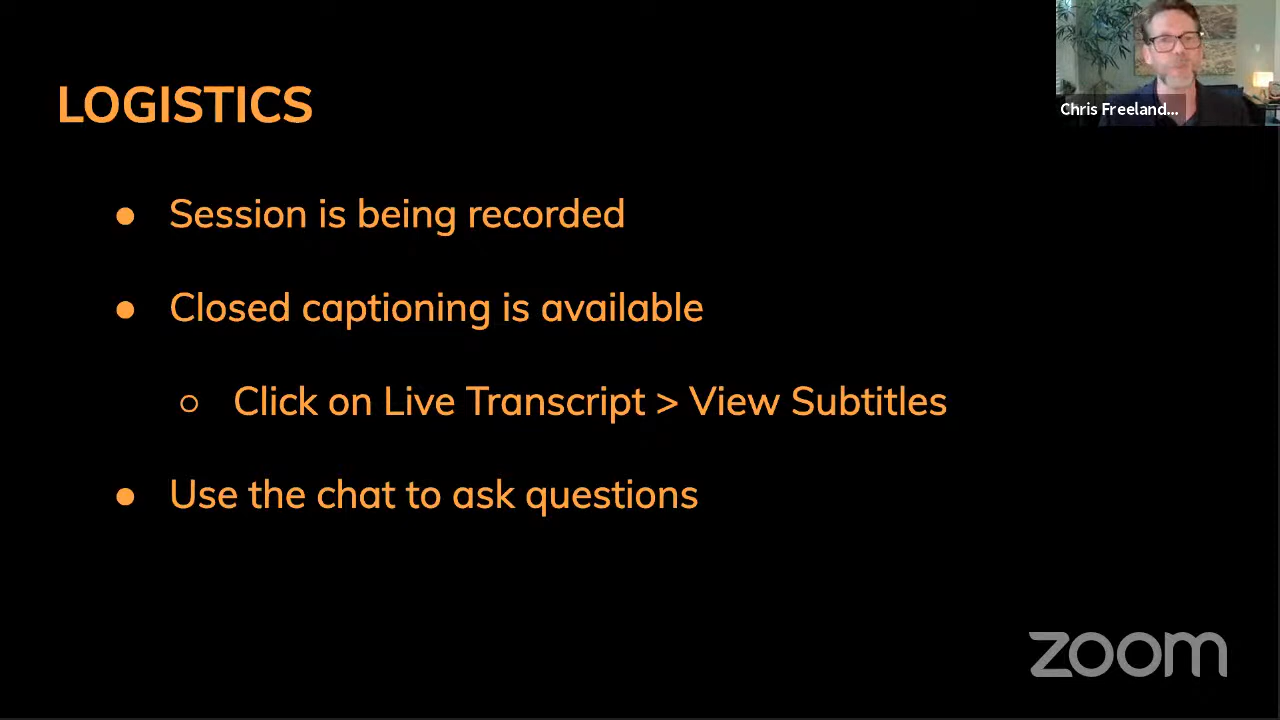 LOGISTICS
Chris Freeland...
● Session is being recorded
● Closed captioning is available
○ Click on Live Transcript > View Subtitles
● Use the chat to ask questions
zoom